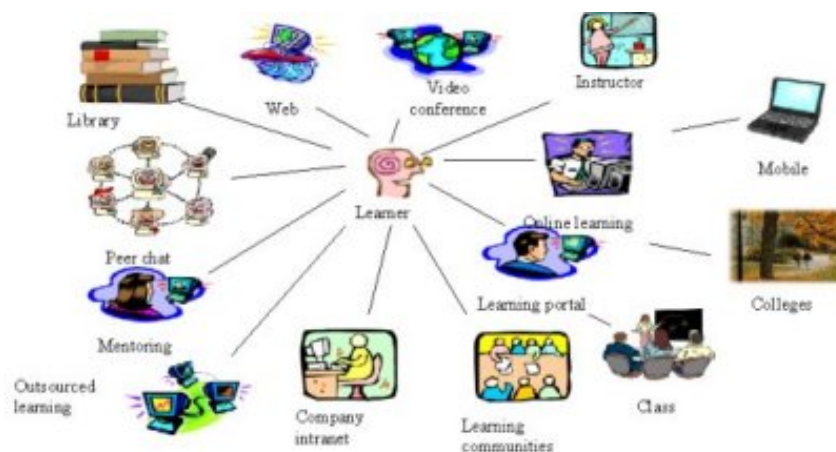 Library
Web
Video
conference
Instructor
Mobile
Learner
Online learning
Peer chat
Learning portal
Colleges
Mentoring
Outsourced
learning
Company
intranet
Learning
communities
Class